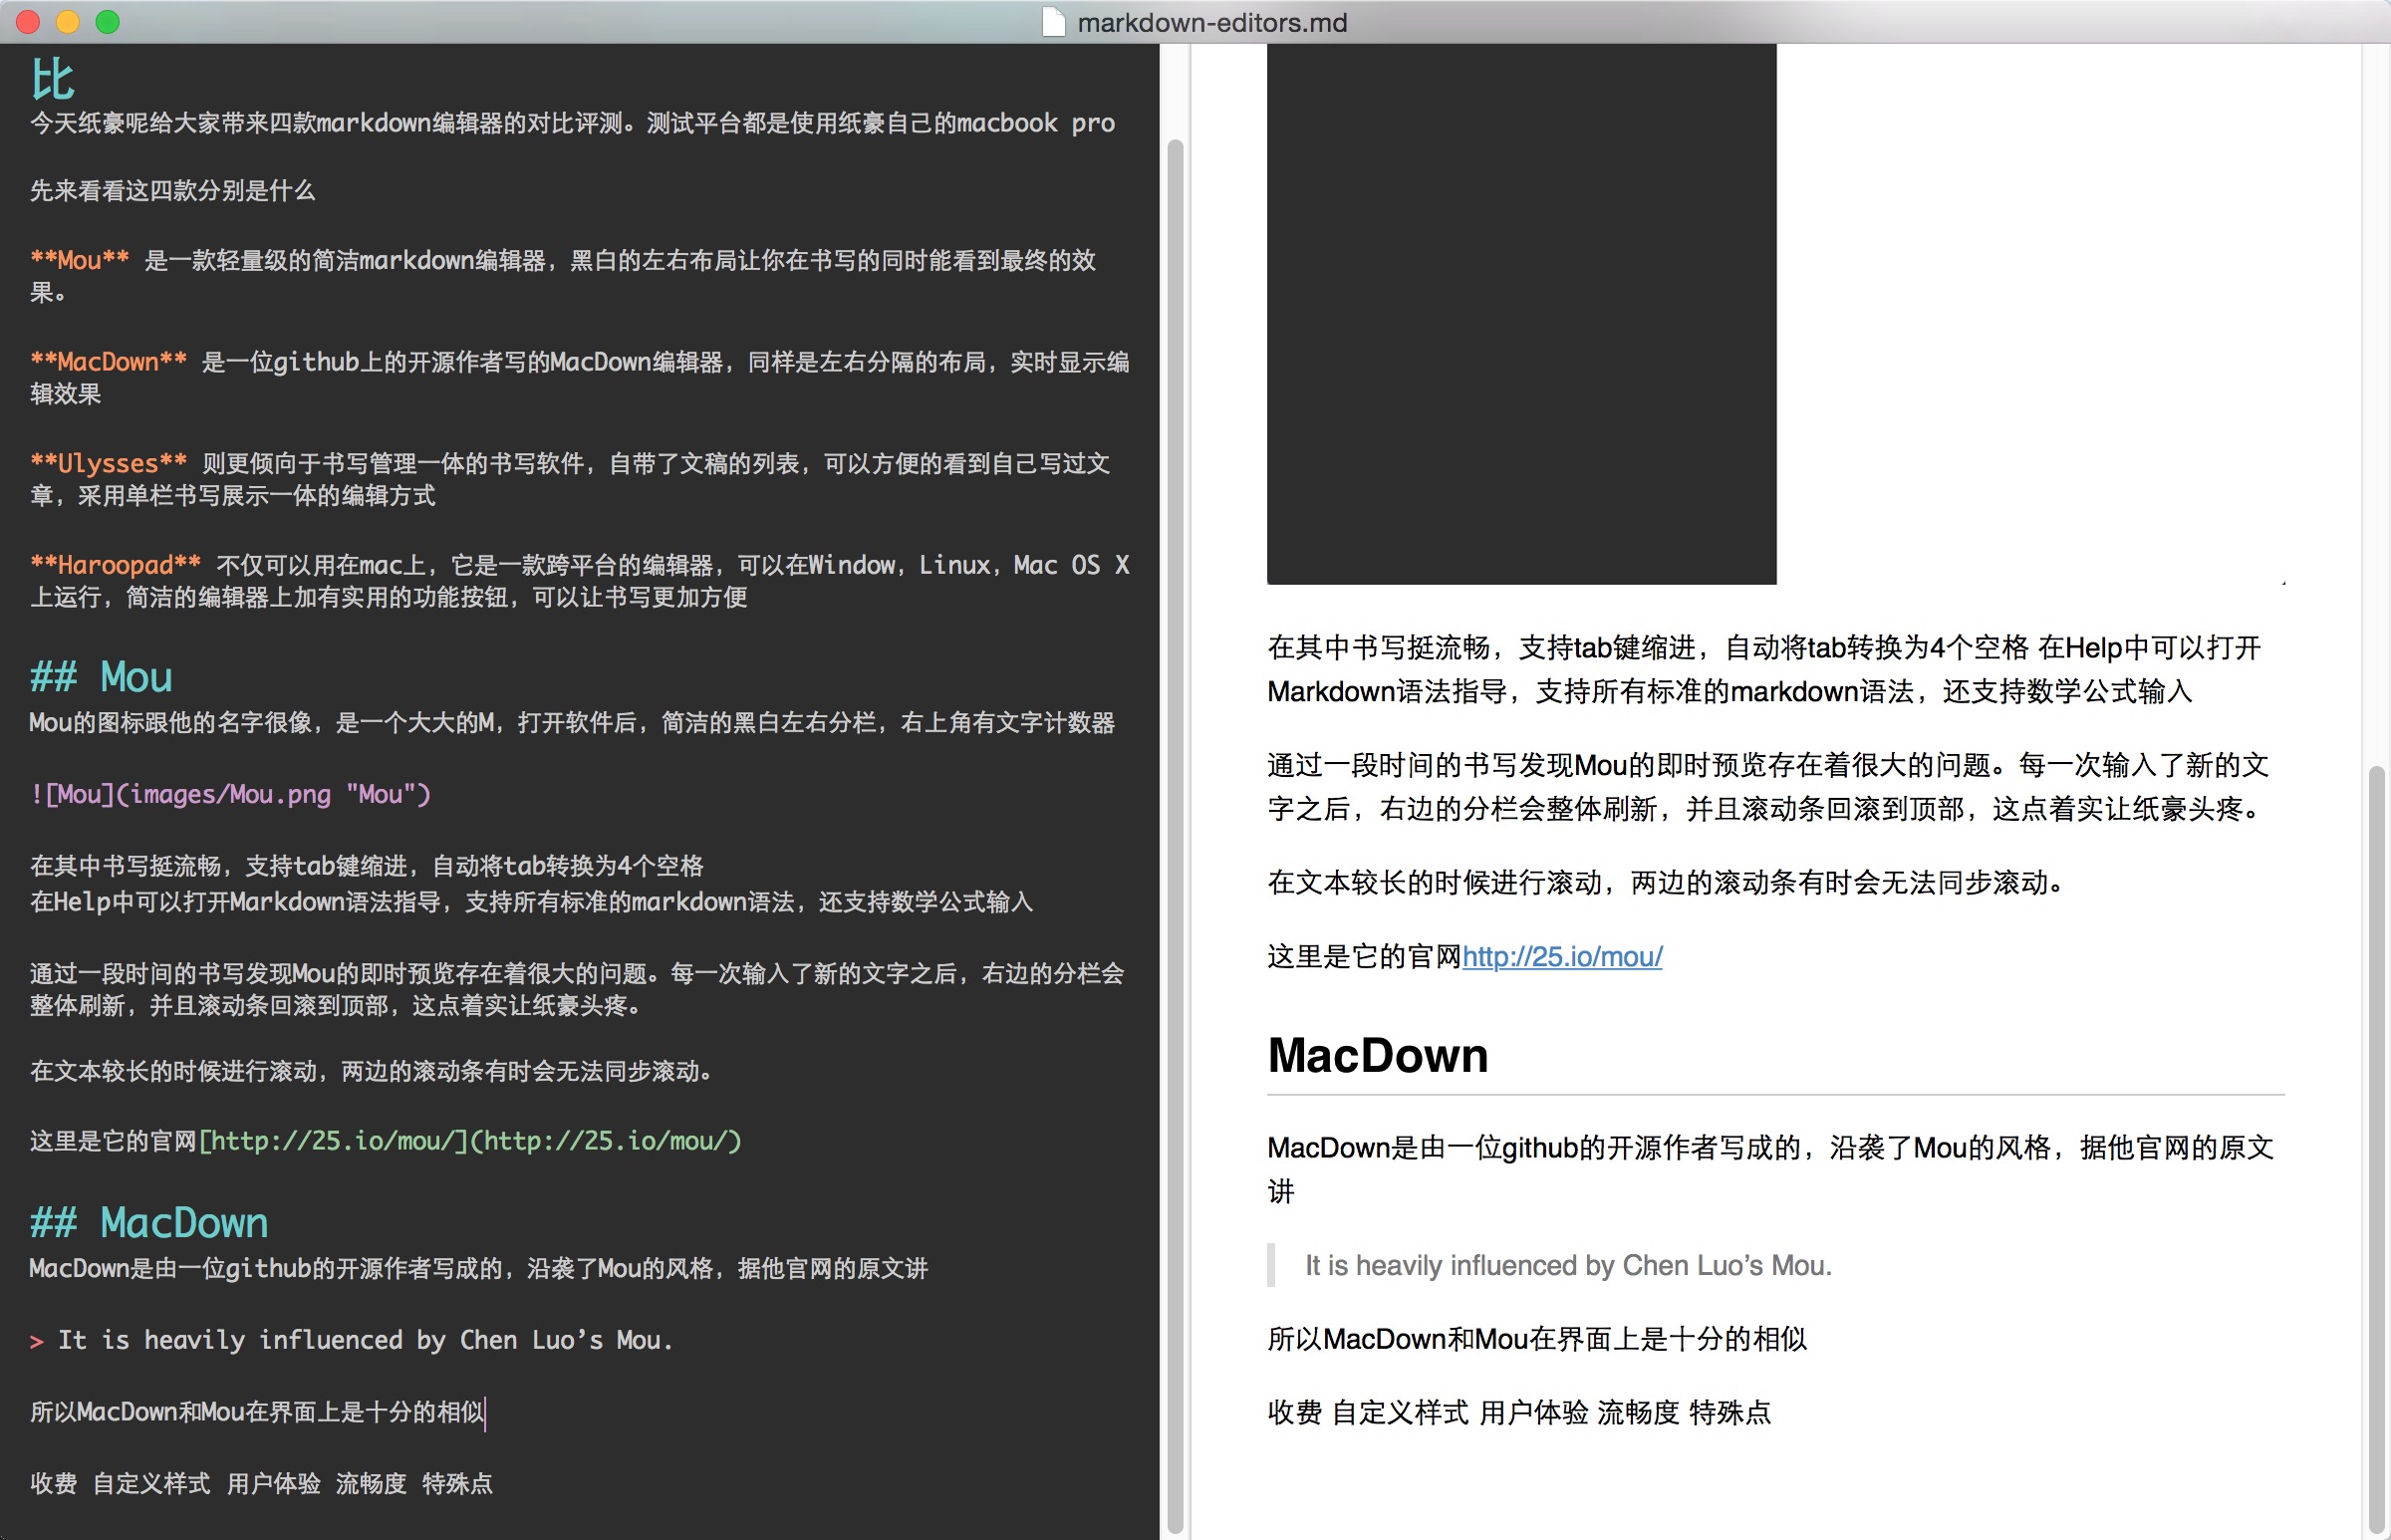 markdown-editors.md
比
今天纸豪呢给大家带来四款markdown编辑器的对比评测。测试平台都是使用纸豪自己的macbook pro
先来看看这四款分别是什么
**Mou** 是一款轻量级的简洁markdown编辑器，黑白的左右布局让你在书写的同时能看到最终的效
果。
**MacDown** 是一位github上的开源作者写的MacDown编辑器，同样是左右分隔的布局，实时显示编
辑效果
**Ulysses** 则更倾向于书写管理一体的书写软件，自带了文稿的列表，可以方便的看到自己写过文
章，采用单栏书写展示一体的编辑方式
**Haroopad** 不仅可以用在mac上，它是一款跨平台的编辑器，可以在Window，Linux，Mac OS X
上运行，简洁的编辑器上加有实用的功能按钮，可以让书写更加方便
## Mou
Mou的图标跟他的名字很像，是一个大大的M，打开软件后，简洁的黑白左右分栏，右上角有文字计数器
![Mou](images/Mou.png "Mou")
在其中书写挺流畅，支持tab键缩进，自动将tab转换为4个空格
在Help中可以打开Markdown语法指导，支持所有标准的markdown语法，还支持数学公式输入
通过一段时间的书写发现Mou的即时预览存在着很大的问题。每一次输入了新的文字之后，右边的分栏会
整体刷新，并且滚动条回滚到顶部，这点着实让纸豪头疼。
在文本较长的时候进行滚动，两边的滚动条有时会无法同步滚动。
这里是它的官网[http://25.io/mou/](http://25.io/mou/)
## MacDown
MacDown是由一位github的开源作者写成的，沿袭了Mou的风格，据他官网的原文讲
> It is heavily influenced by Chen Luo’s Mou.
所以MacDown和Mou在界面上是十分的相似
收费 自定义样式 用户体验 流畅度 特殊点
在其中书写挺流畅，支持tab键缩进，自动将tab转换为4个空格 在Help中可以打开
Markdown语法指导，支持所有标准的markdown语法，还支持数学公式输入
通过一段时间的书写发现Mou的即时预览存在着很大的问题。每一次输入了新的文
字之后，右边的分栏会整体刷新，并且滚动条回滚到顶部，这点着实让纸豪头疼。
在文本较长的时候进行滚动，两边的滚动条有时会无法同步滚动。
这里是它的官网http://25.io/mou/
MacDown
MacDown是由一位github的开源作者写成的，沿袭了Mou的风格，据他官网的原文
讲
It is heavily influenced by Chen Luo’s Mou.
所以MacDown和Mou在界面上是十分的相似
收费 自定义样式 用户体验 流畅度 特殊点